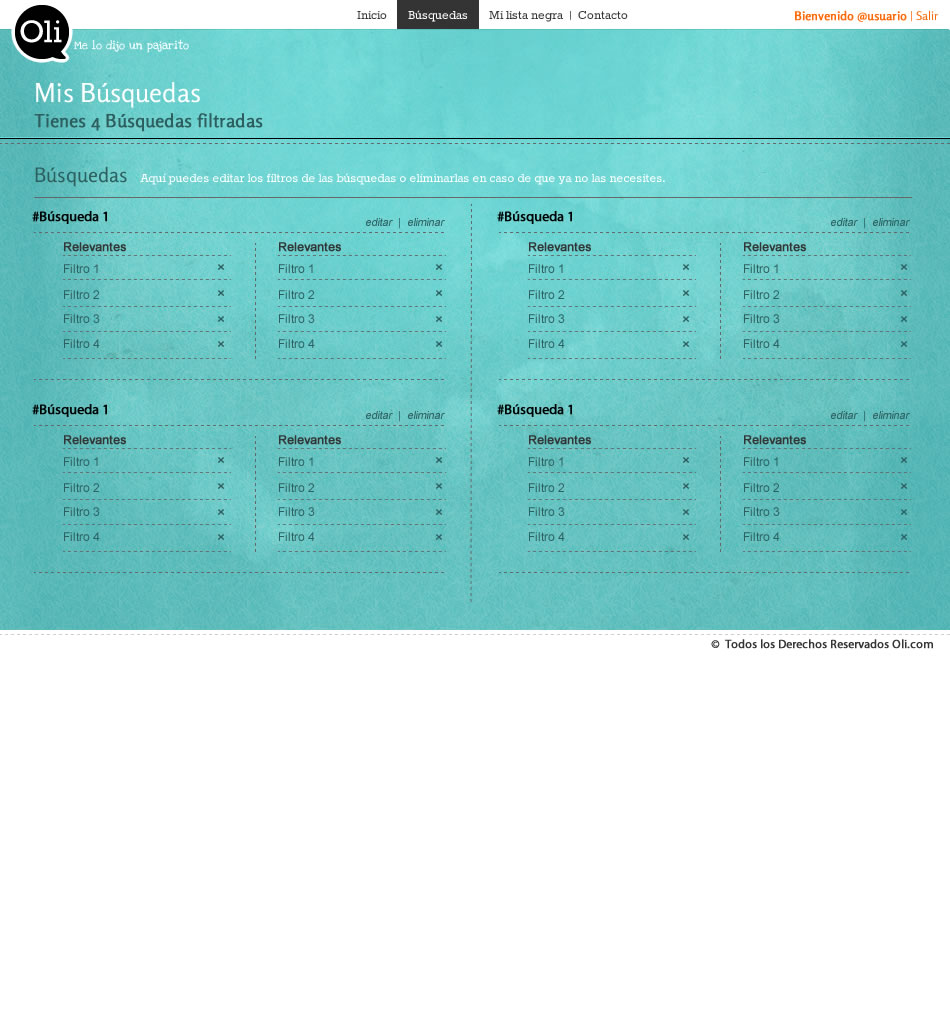 Oli
Me lo dijo un pajarito
Inicio Búsquedas Mi lista negra | Contacto
Bienvenido @usuario | Salir
Mis Búsquedas
Tienes 4 Búsquedas filtradas
Búsquedas Aquí puedes editar los filtros de las búsquedas o eliminarlas en caso de que ya no las necesites.
#Búsqueda 1 editar | eliminar
Relevantes Relevantes
Filtro 1 × Filtro 1 ×
Filtro 2 × Filtro 2 ×
Filtro 3 × Filtro 3 ×
Filtro 4 × Filtro 4 ×
#Búsqueda 1 editar | eliminar
Relevantes Relevantes
Filtro 1 × Filtro 1 ×
Filtro 2 × Filtro 2 ×
Filtro 3 × Filtro 3 ×
Filtro 4 × Filtro 4 ×
#Búsqueda 1 editar | eliminar
Relevantes Relevantes
Filtro 1 × Filtro 1 ×
Filtro 2 × Filtro 2 ×
Filtro 3 × Filtro 3 ×
Filtro 4 × Filtro 4 ×
#Búsqueda 1 editar | eliminar
Relevantes Relevantes
Filtro 1 × Filtro 1 ×
Filtro 2 × Filtro 2 ×
Filtro 3 × Filtro 3 ×
Filtro 4 × Filtro 4 ×
© Todos los Derechos Reservados Oli.com